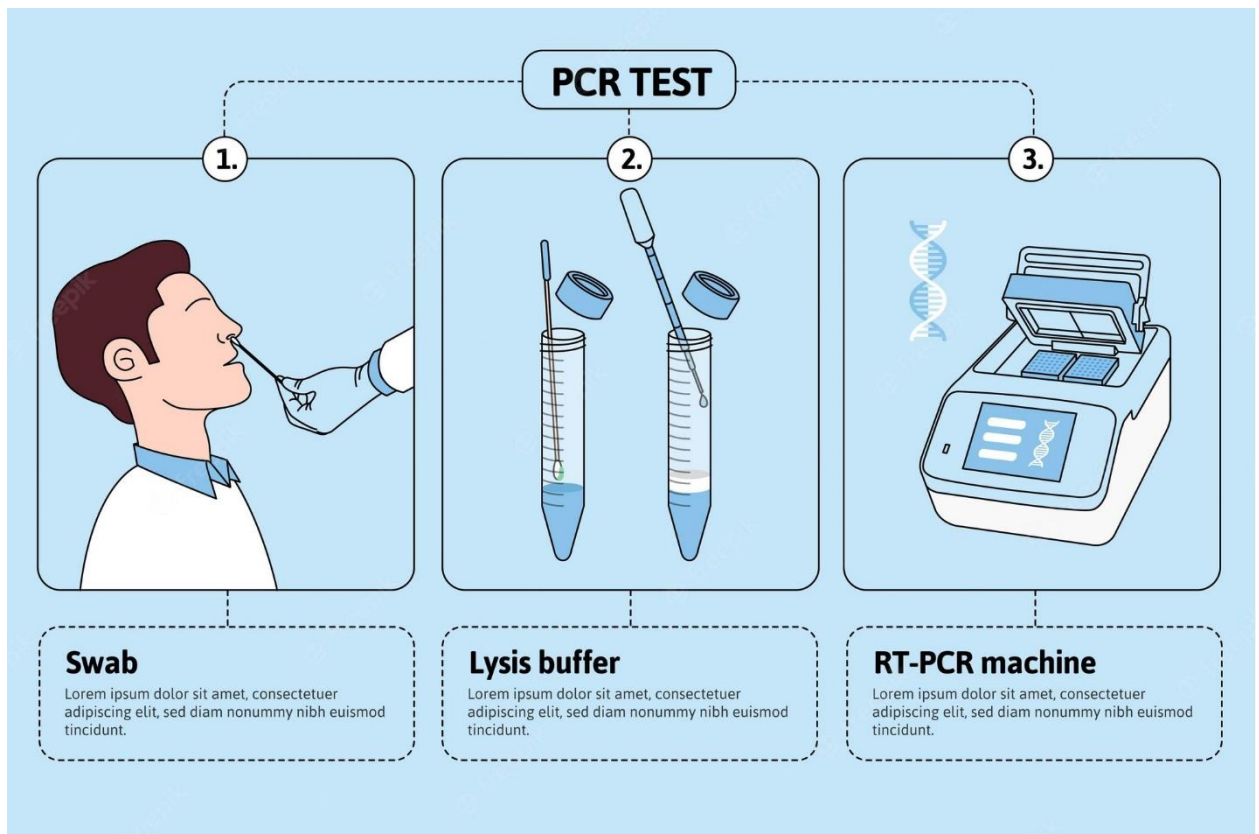 PCR TEST
1.
2.
3.
Swab
Lorem ipsum dolor sit amet, consectetuer
adipiscing elit, sed diam nonummy nibh euismod
tincidunt.
Lysis buffer
Lorem ipsum dolor sit amet, consectetuer
adipiscing elit, sed diam nonummy nibh euismod
tincidunt.
RT-PCR machine
Lorem ipsum dolor sit amet, consectetuer
adipiscing elit, sed diam nonummy nibh euismod
tincidunt.